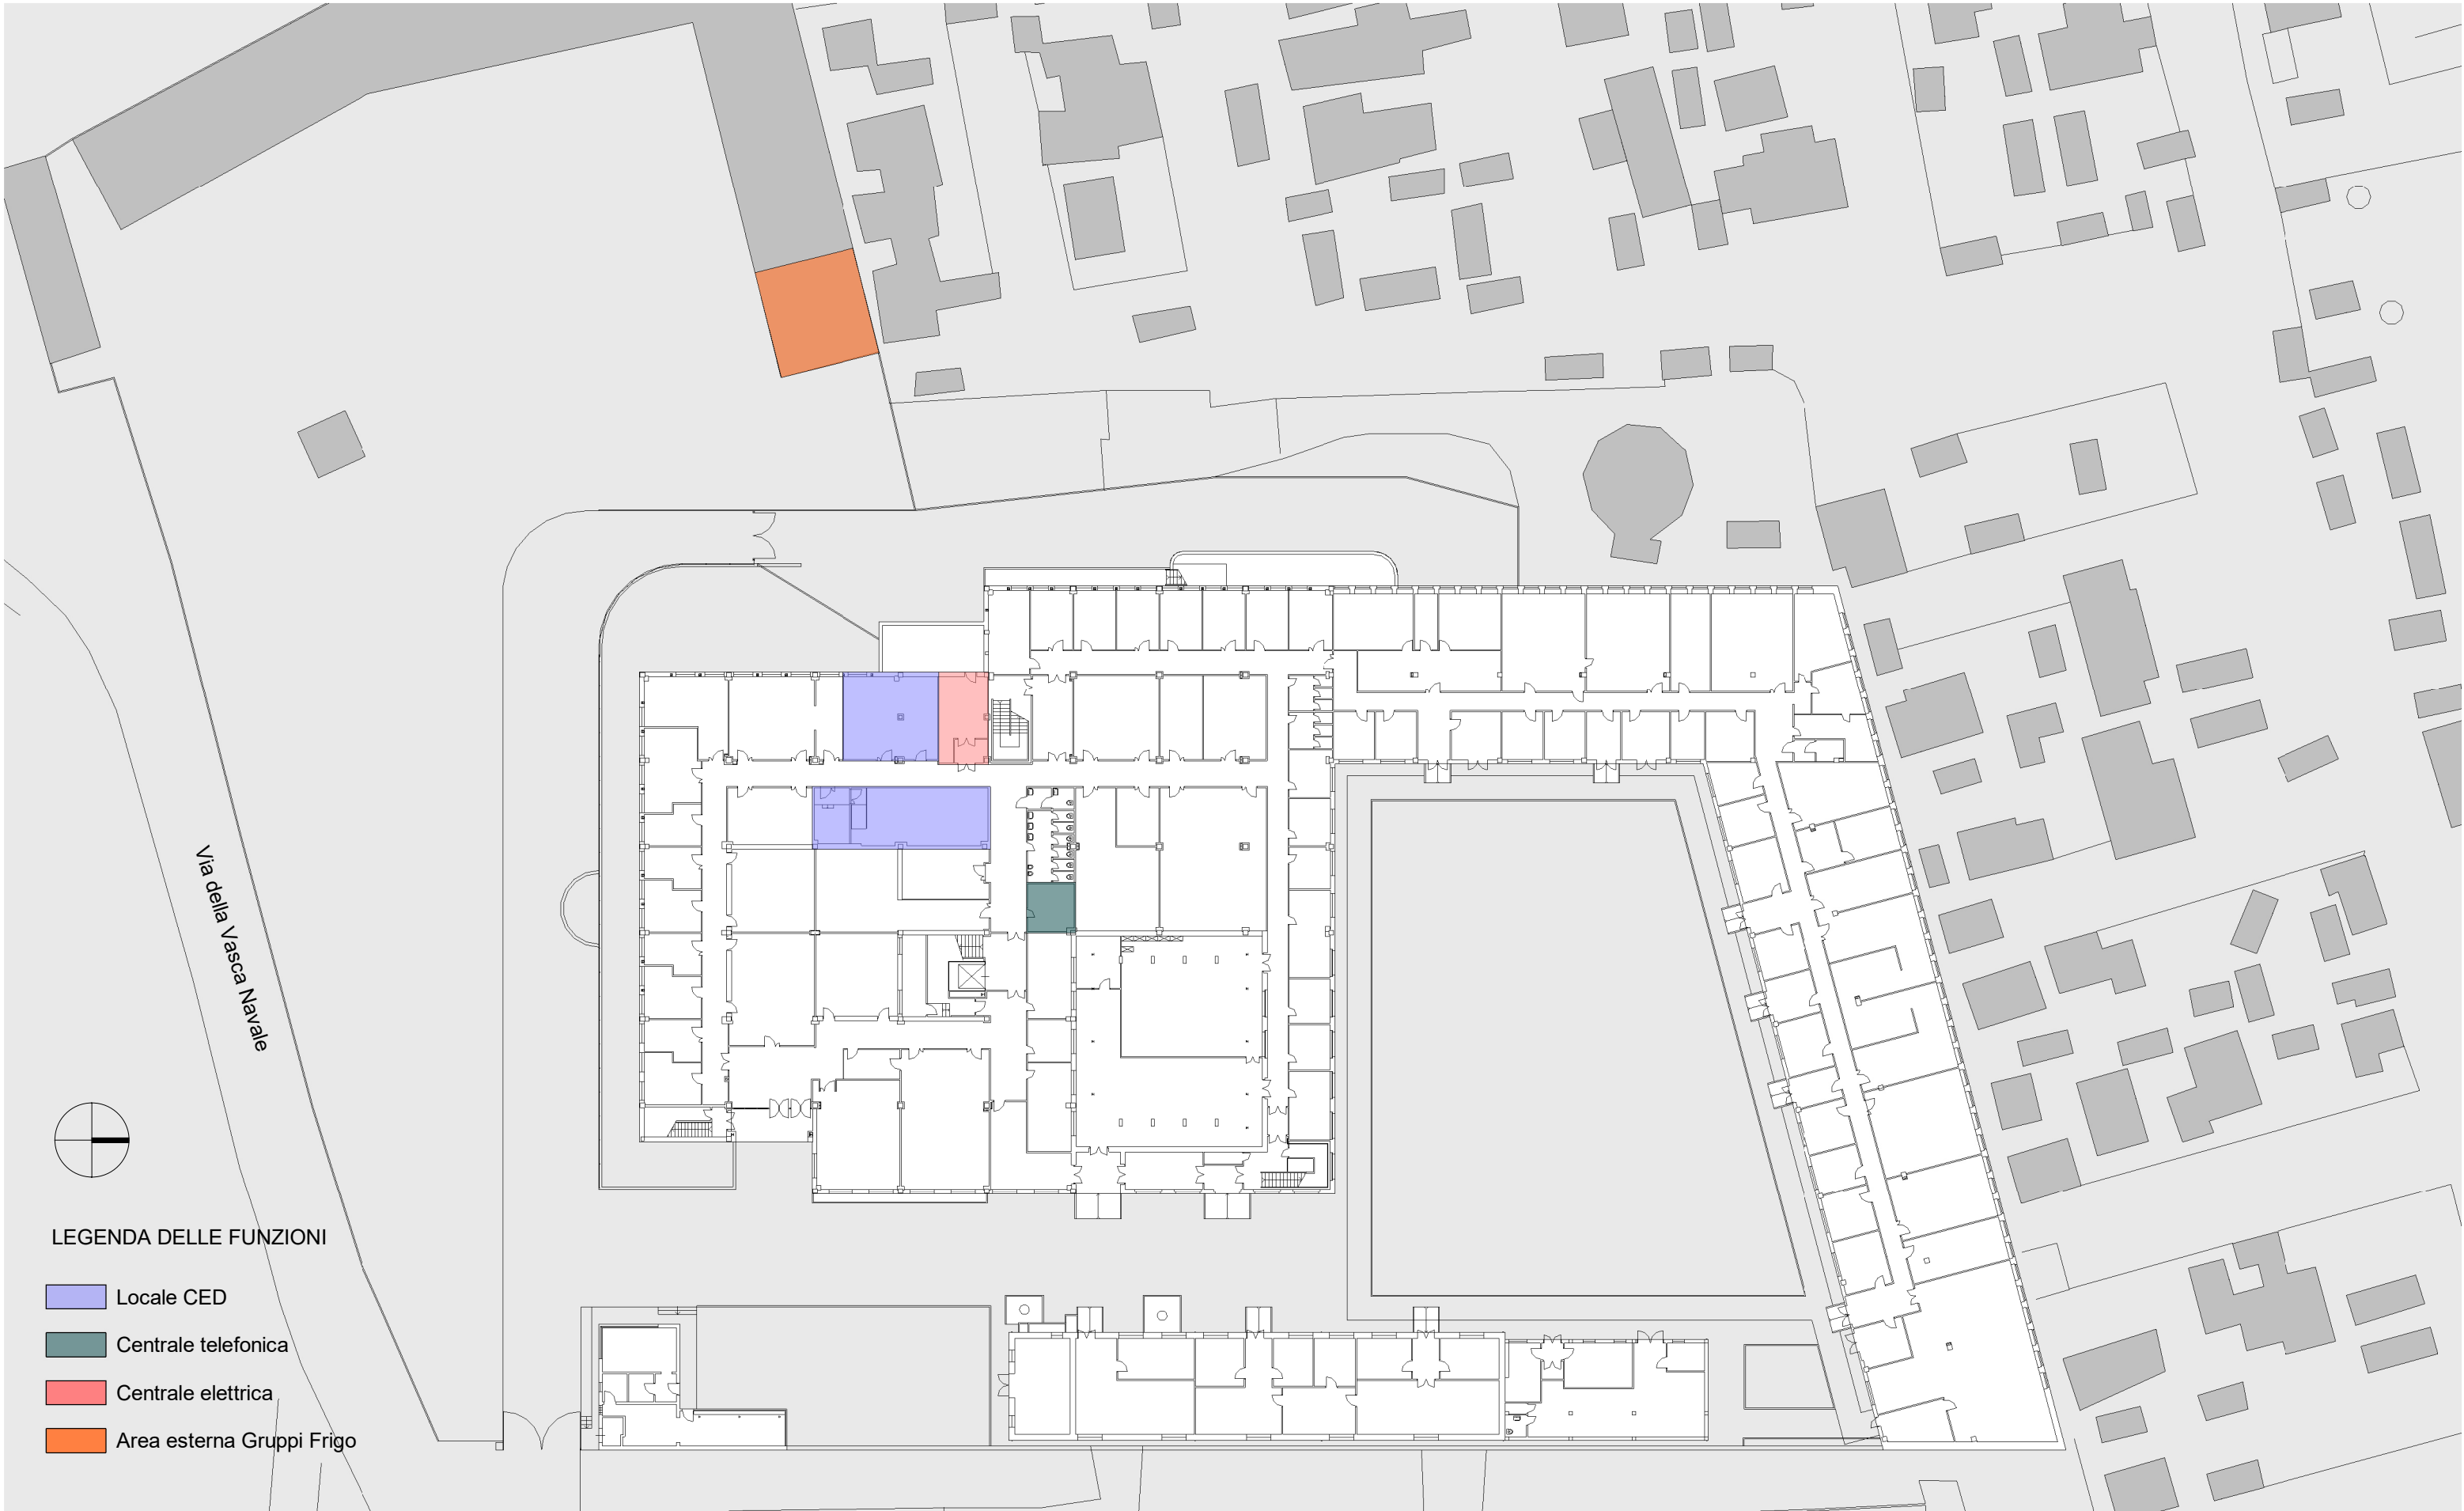 Via della Vasca Navale
LEGENDA DELLE FUNZIONI
Locale CED
Centrale telefonica
Centrale elettrica
Area esterna Gruppi Frigo